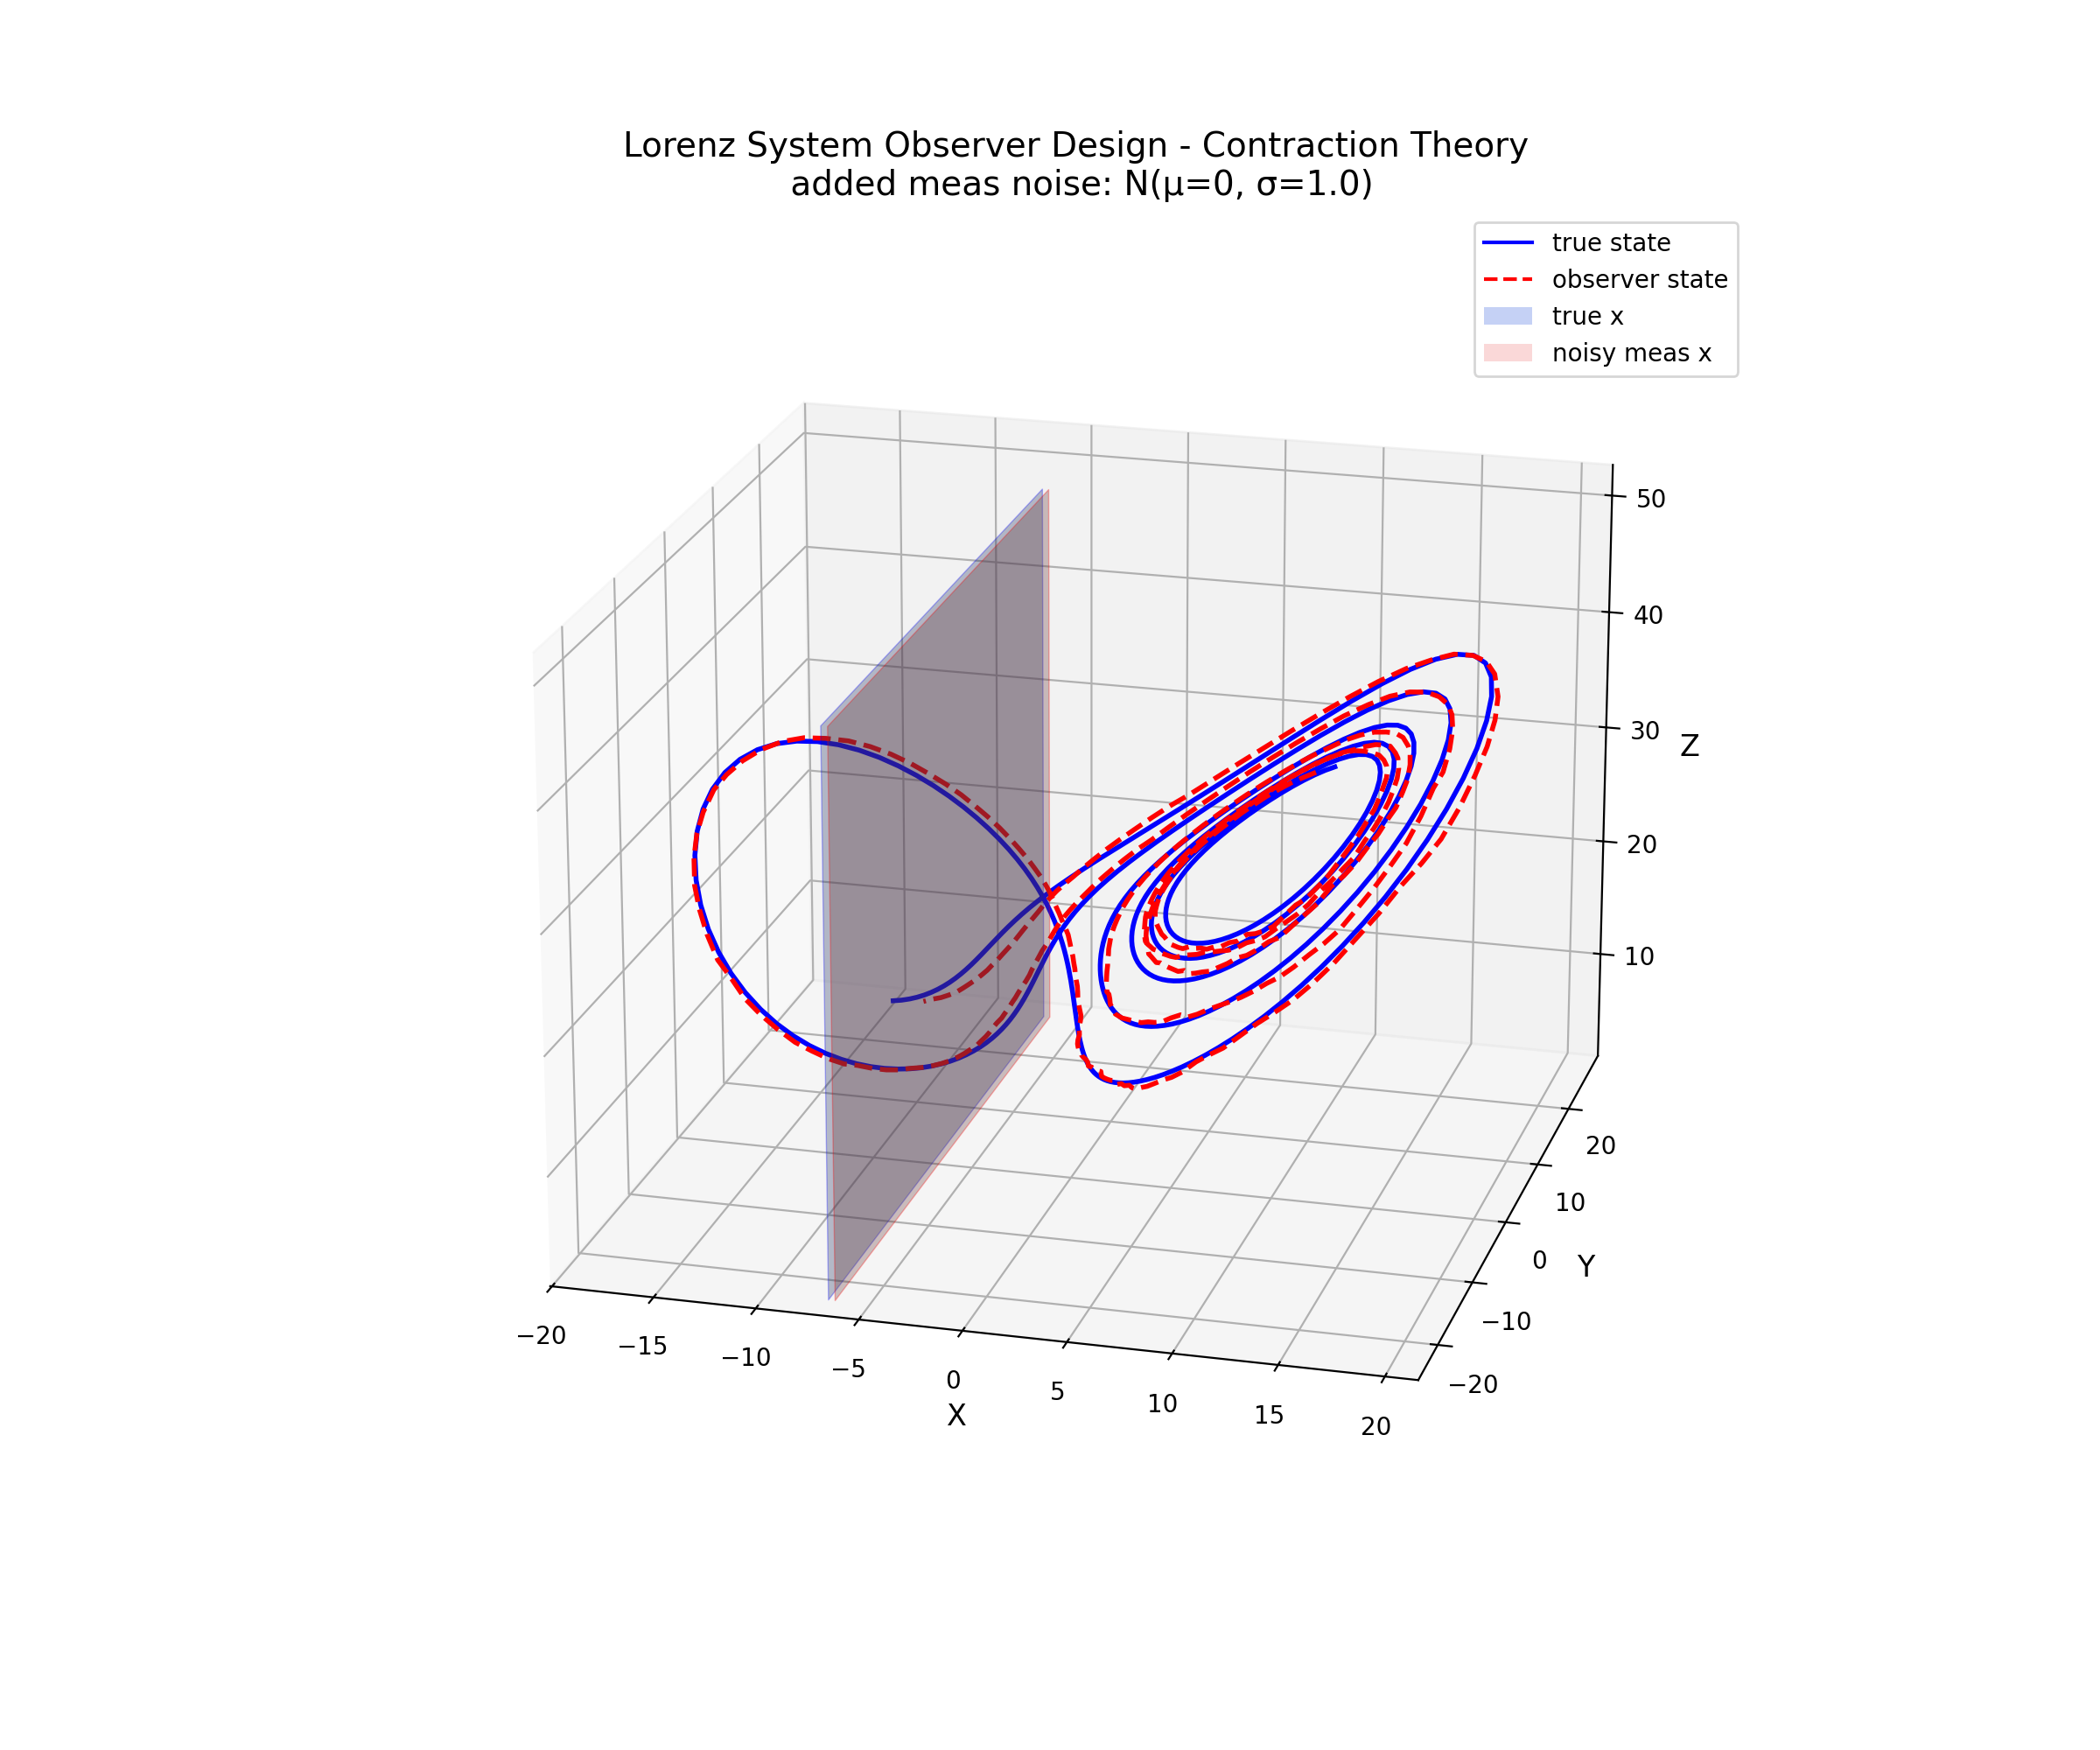 Lorenz System Observer Design - Contraction Theory
added meas noise: N(μ=0, σ=1.0)
true state
observer state
true x
noisy meas x
50
40
30
20
10
Z
20
10
0
−10
−20
Y
−20
−15
−10
−5
0
5
10
15
20
X